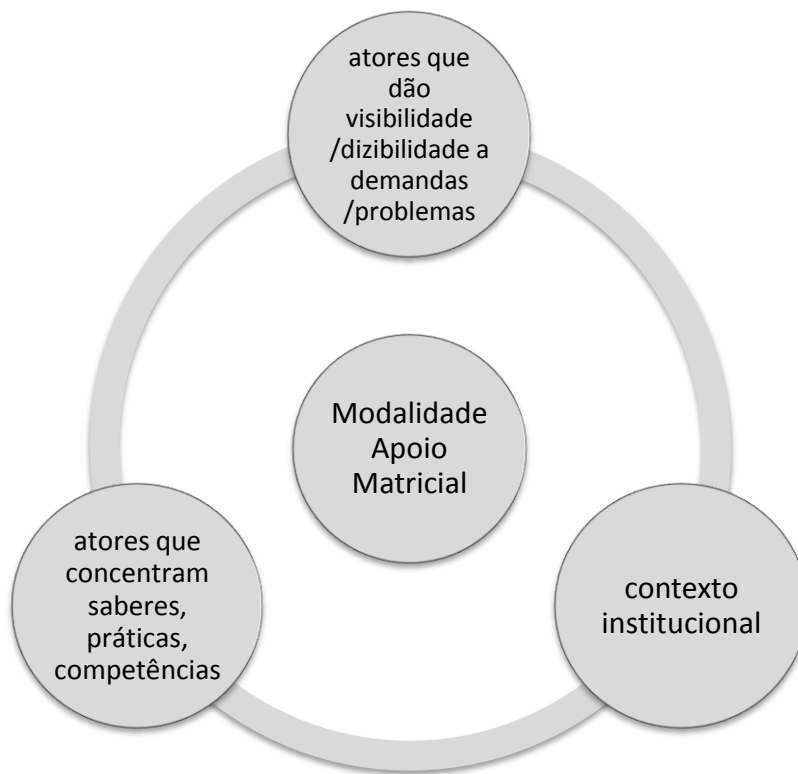 atores que
dão
visibilidade
/dizibilidade a
demandas
/problemas
Modalidade
Apoio
Matricial
atores que
concentram
saberes,
práticas,
competências
contexto
institucional